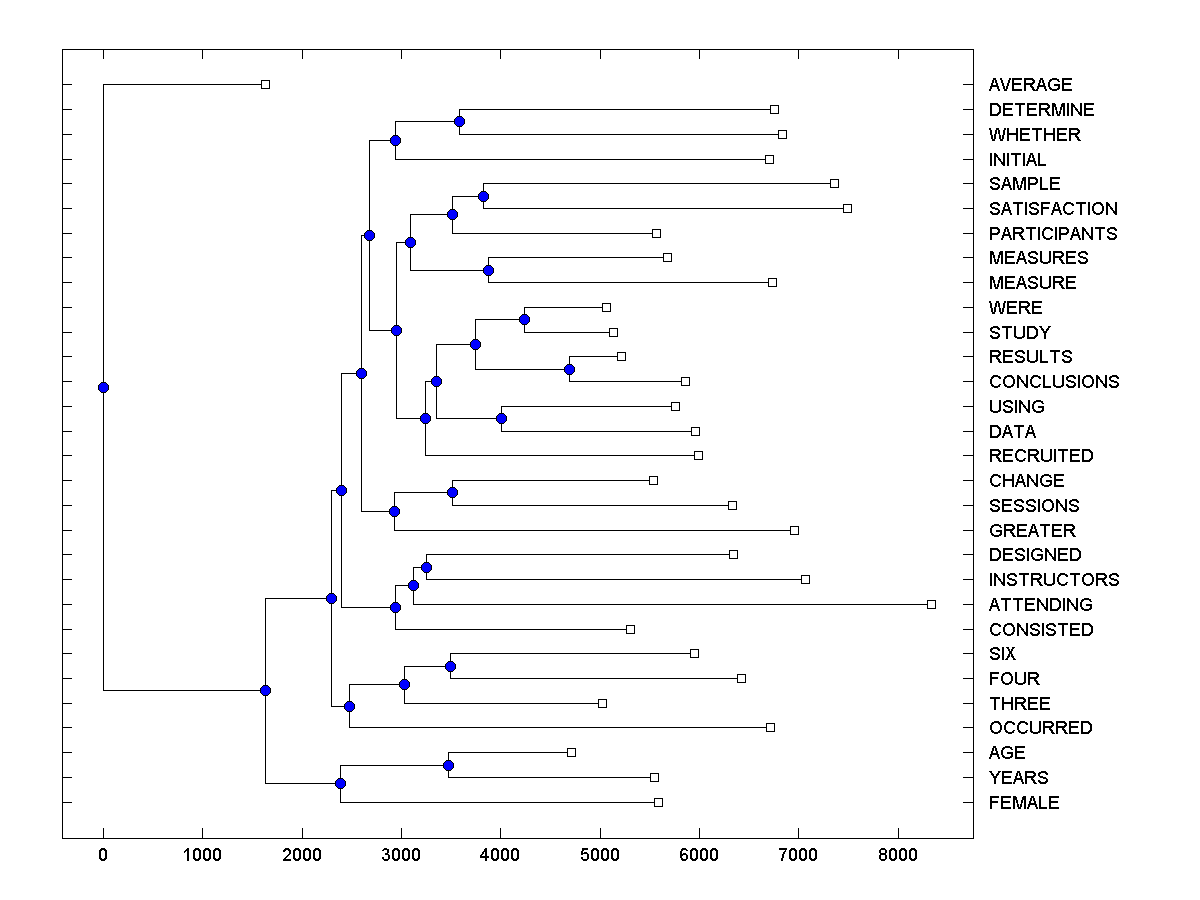 AVERAGE
DETERMINE
WHETHER
INITIAL
SAMPLE
SATISFACTION
PARTICIPANTS
MEASURES
MEASURE
WERE
STUDY
RESULTS
CONCLUSIONS
USING
DATA
RECRUITED
CHANGE
SESSIONS
GREATER
DESIGNED
INSTRUCTORS
ATTENDING
CONSISTED
SIX
FOUR
THREE
OCCURRED
AGE
YEARS
FEMALE
0 1000 2000 3000 4000 5000 6000 7000 8000